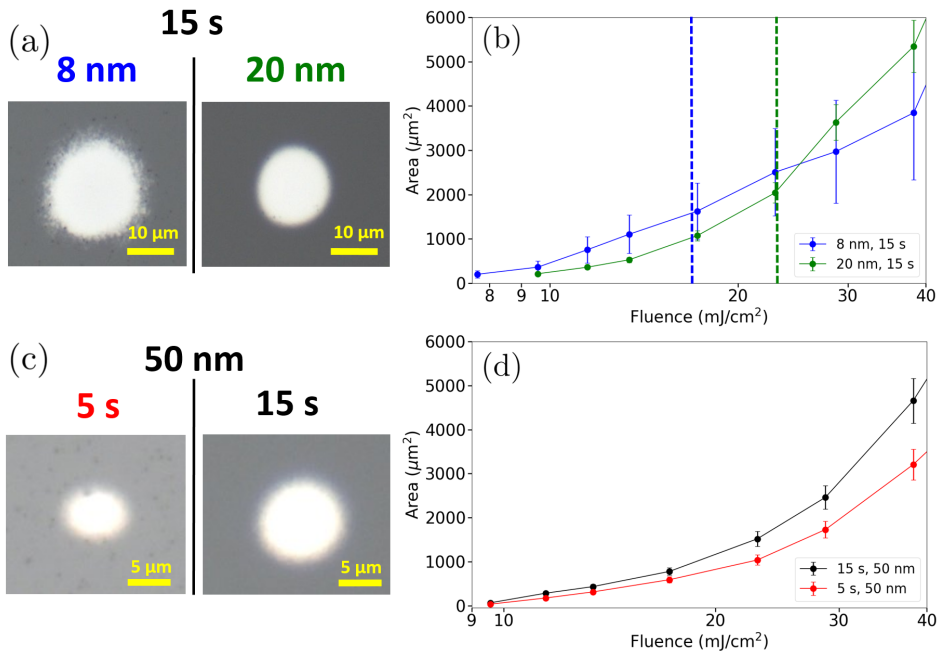 (a)
15 s
8 nm
20 nm
10 µm
10 µm
(b)
6000
5000
4000
3000
2000
1000
0
Area (µm²)
8
9
10
20
30
40
Fluence (mJ/cm²)
8 nm, 15 s
20 nm, 15 s
(c)
50 nm
5 s
15 s
5 µm
5 µm
(d)
6000
5000
4000
3000
2000
1000
0
Area (µm²)
9
10
20
30
40
Fluence (mJ/cm²)
15 s, 50 nm
5 s, 50 nm